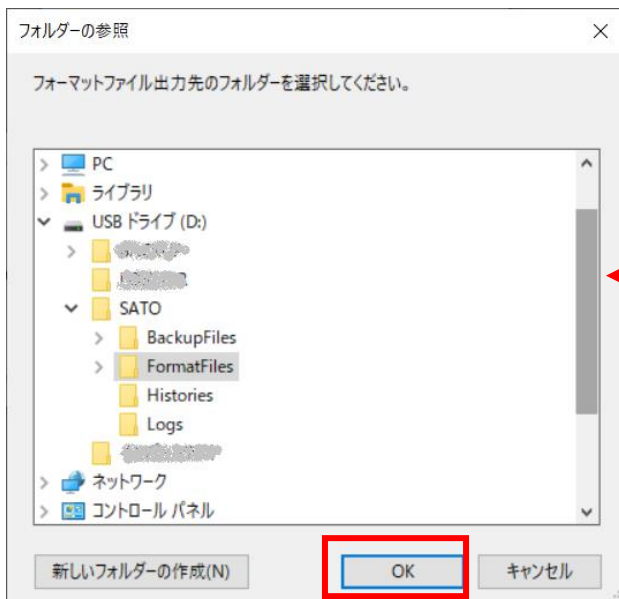 フォルダーの参照
フォーマットファイル出力先のフォルダーを選択してください。
PC
ライブラリ
USB ドライブ (D:)
SATO
BackupFiles
FormatFiles
Histories
Logs
ネットワーク
コントロール パネル
新しいフォルダーの作成(N)
OK
キャンセル